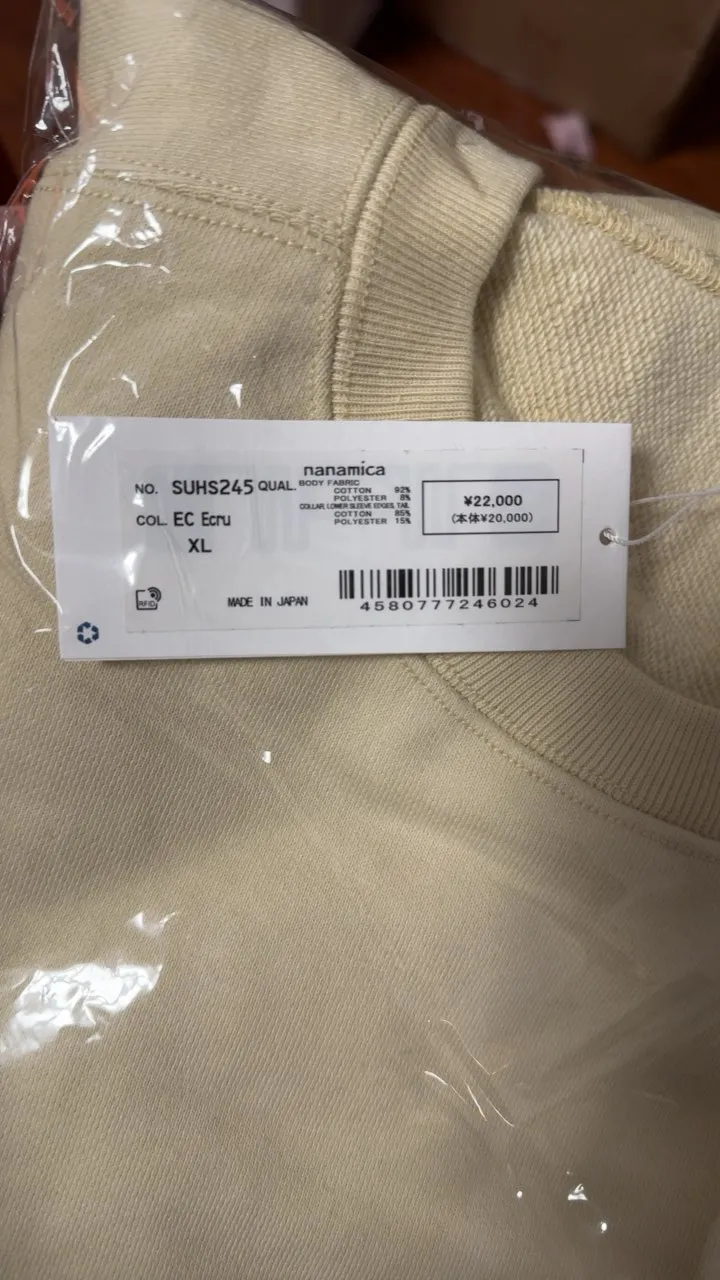 nanamica
NO. SUHS245 QUAL. BODY FABRIC
COTTON 92%
POLYESTER 8%
COLLAR, LOWER SLEEVE EDGES, TAIL
COTTON 85%
POLYESTER 15%
COL. EC Ecru
XL
¥22,000
(本体¥20,000)
RFID
MADE IN JAPAN
4580777246024